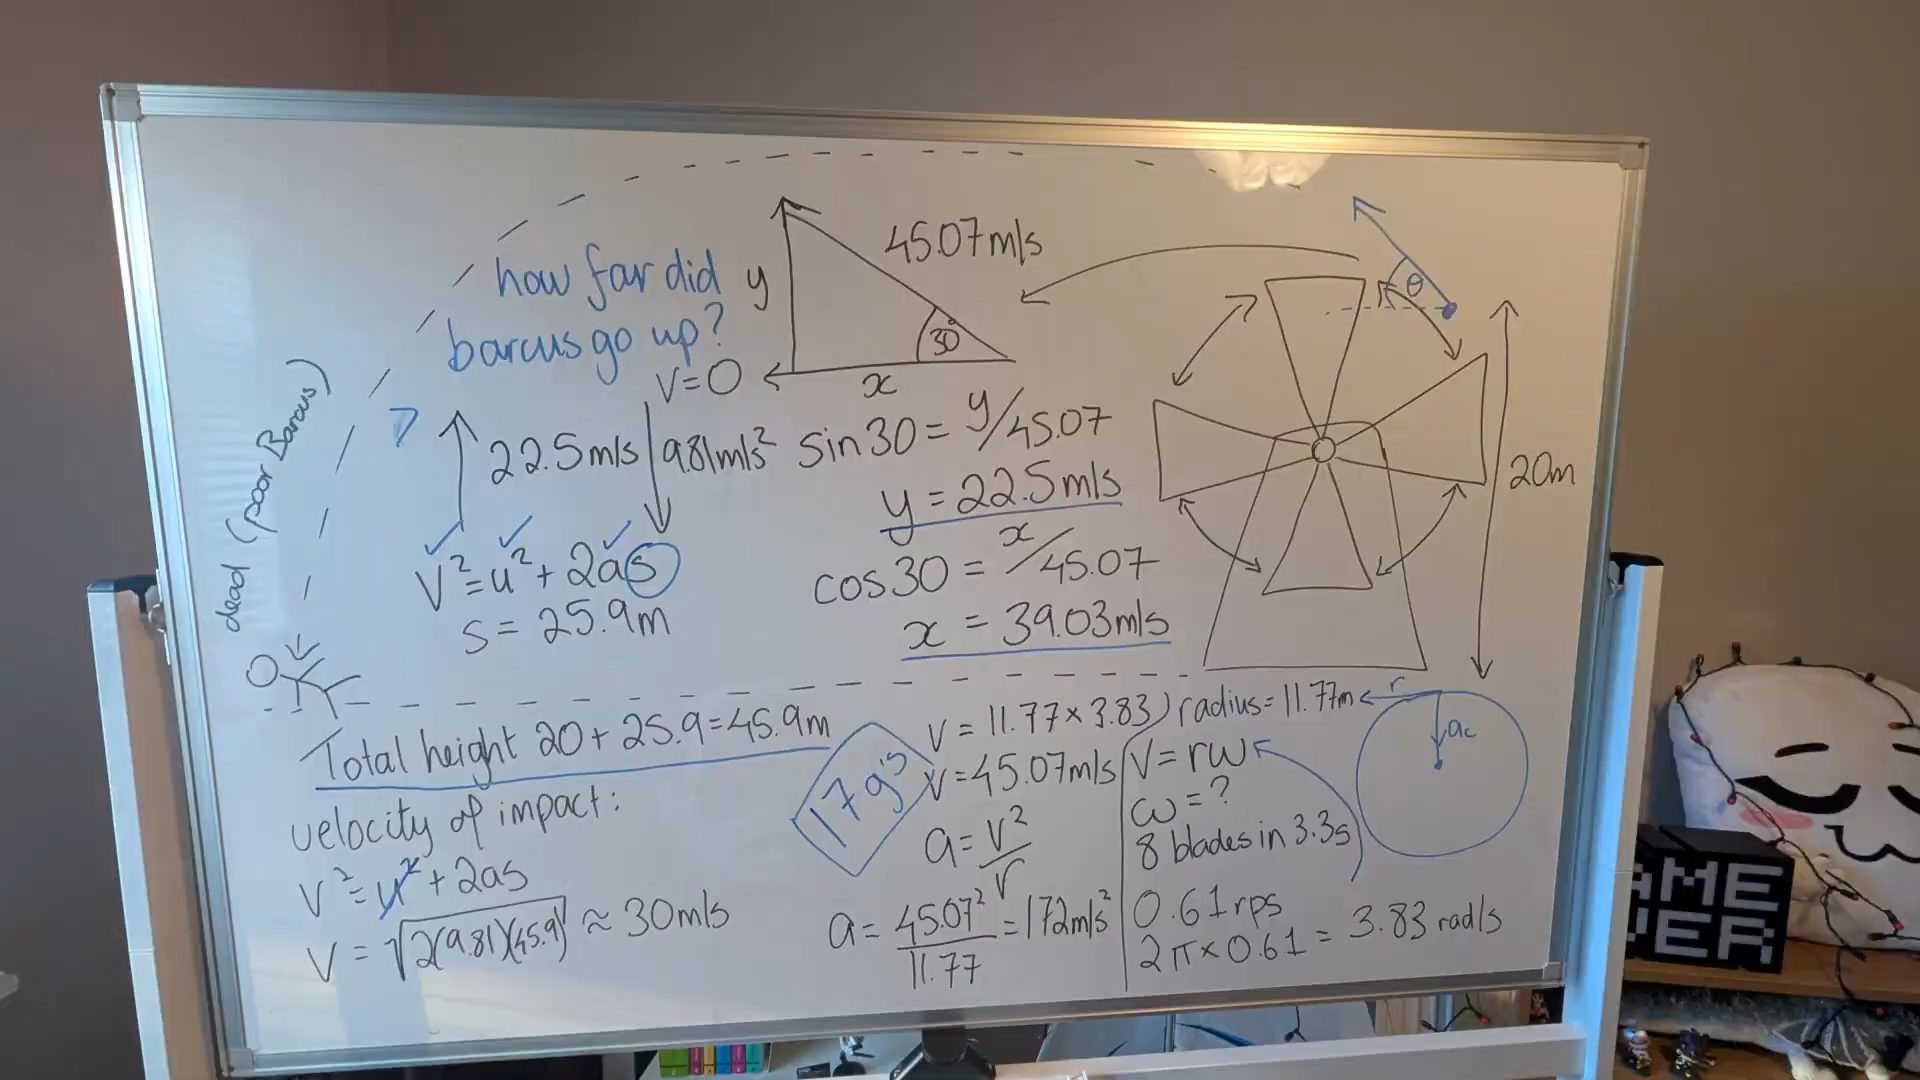 how far did
barcus go up?
y
45.07m/s
30°
x
θ
V=0
22.5m/s
9.81m/s²
sin30 = y/45.07
y = 22.5m/s
cos30 = x/45.07
x = 39.03m/s
20m
dead (poor Barcus)
V²=u²+2as
s = 25.9m
Total height 20+25.9=45.9m
velocity of impact:
V²=u²+2as
V = √2(9.81)(45.9) ≈ 30m/s
17g's
V = 11.77×3.83
V=45.07m/s
a = V²/r
a = 45.07²/11.77 = 172m/s²
radius = 11.77m
r
ac
V = rω
ω = ?
8 blades in 3.3s
0.61 rps
2π×0.61 = 3.83 rad/s
AME
VER